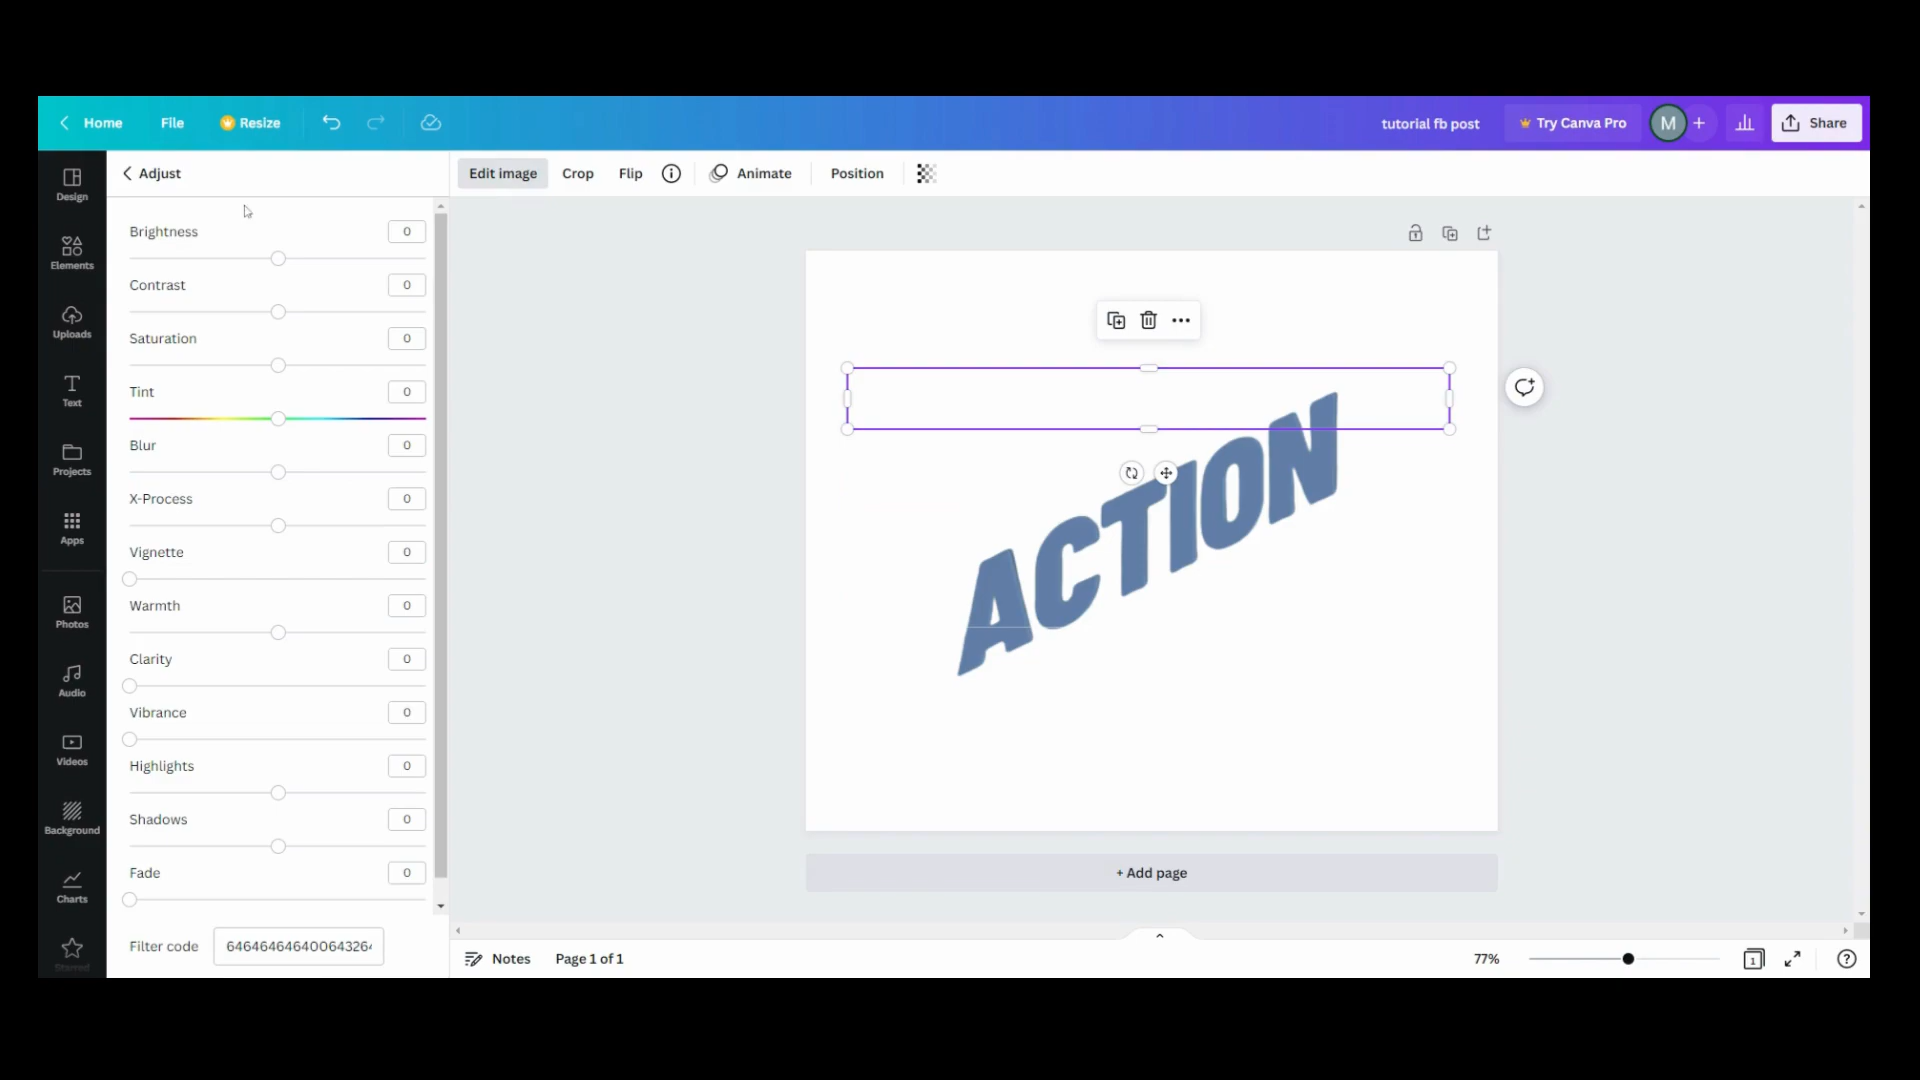 Home File Resize tutorial fb post Try Canva Pro M + Share
Adjust Edit image Crop Flip Animate Position
Design
Elements
Uploads
Text
Projects
Apps
Photos
Audio
Videos
Background
Charts
Starred
Brightness 0
Contrast 0
Saturation 0
Tint 0
Blur 0
X-Process 0
Vignette 0
Warmth 0
Clarity 0
Vibrance 0
Highlights 0
Shadows 0
Fade 0
Filter code 64646464640064326
ACTION
+ Add page
Notes Page 1 of 1 77% 1 ?